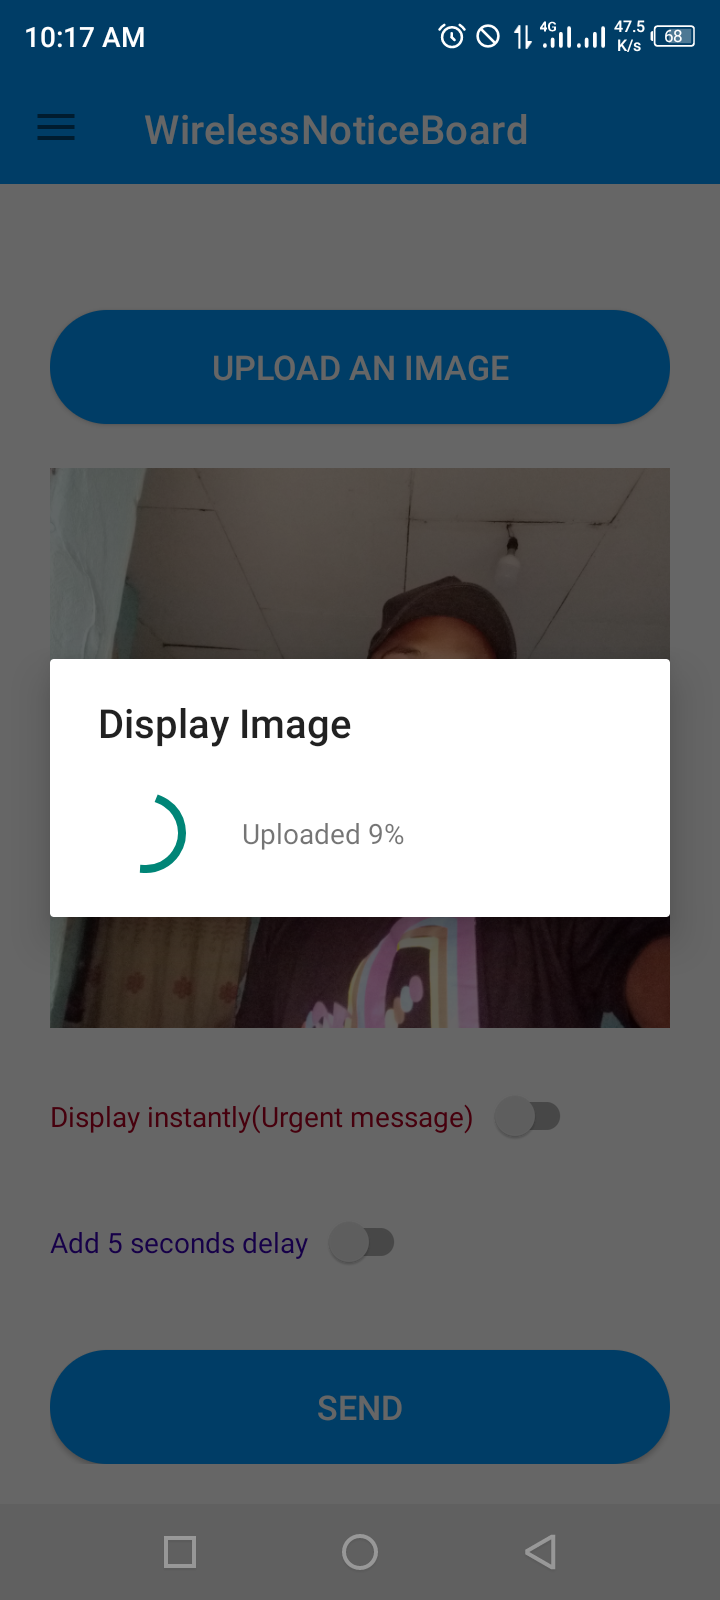 10:17 AM
4G
47.5
K/s
68
WirelessNoticeBoard
UPLOAD AN IMAGE
Display Image
Uploaded 9%
Display instantly(Urgent message)
Add 5 seconds delay
SEND